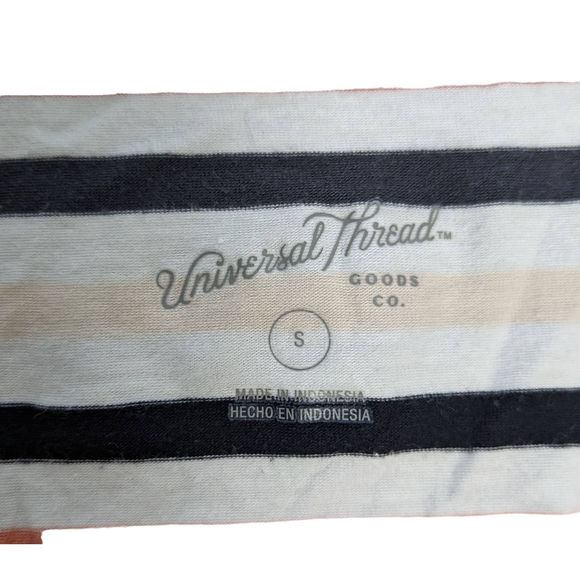 Universal Thread™
GOODS
CO.
S
MADE IN INDONESIA
HECHO EN INDONESIA